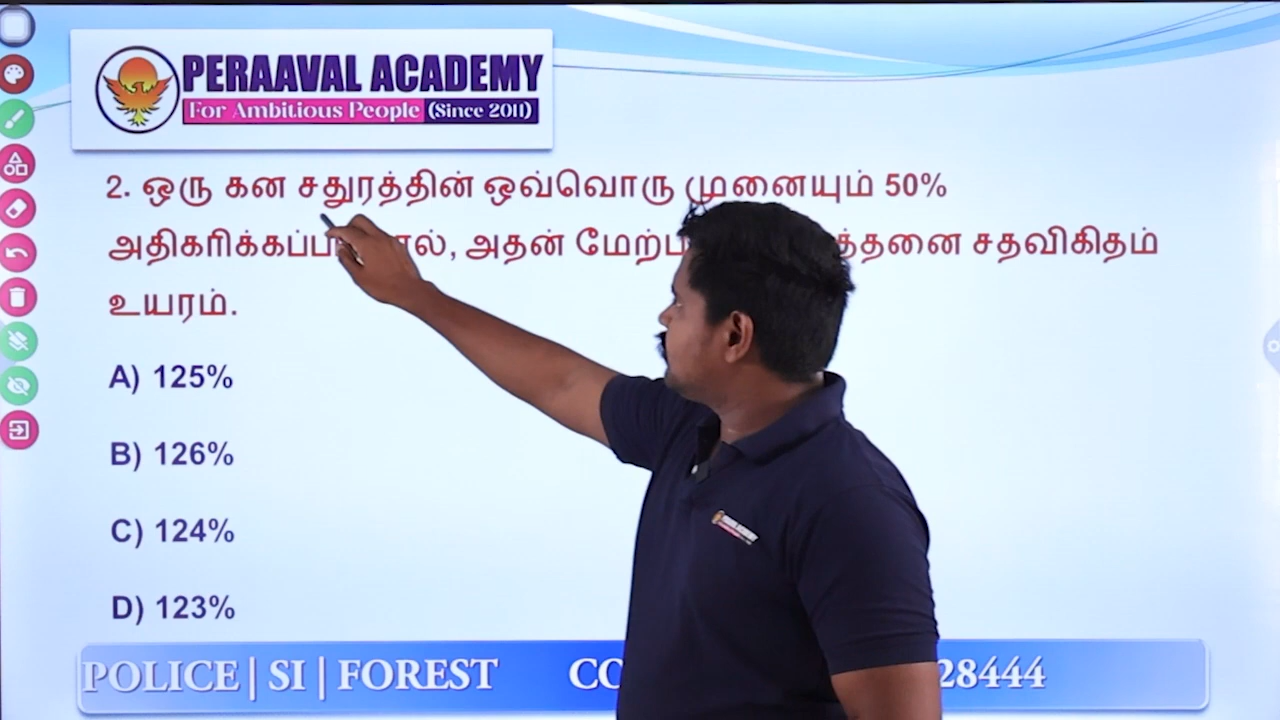 PERAAVAL ACADEMY
For Ambitious People (Since 2011)
2. ஒரு கன சதுரத்தின் ஒவ்வொரு முனையும் 50%
அதிகரிக்கப்ப ால், அதன் மேற்ப த்தனை சதவிகிதம்
உயரம்.
A) 125%
B) 126%
C) 124%
D) 123%
POLICE | SI | FOREST CO 28444